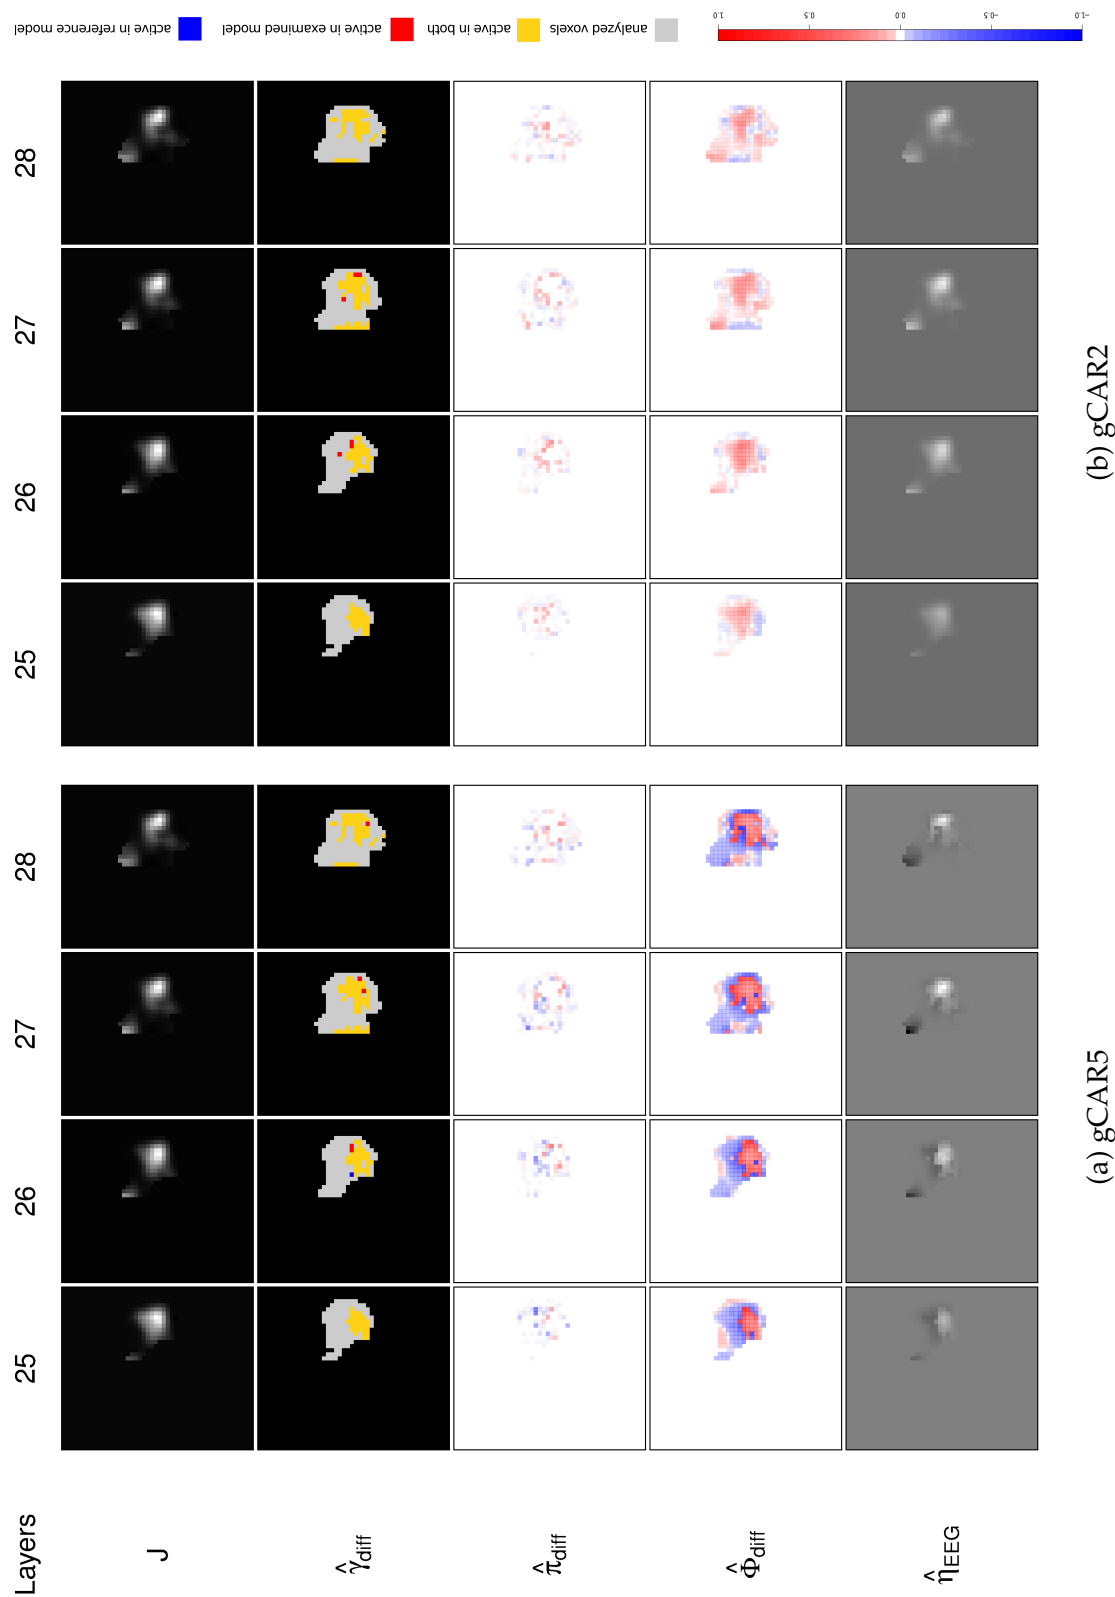 Layers 25 26 27 28 25 26 27 28
J
γ̂diff
π̂diff
Φ̂diff
η̂EEG
(a) gCAR5
(b) gCAR2
active in reference model
active in examined model
active in both
analyzed voxels
1.0 0.5 0.0 −0.5 −1.0